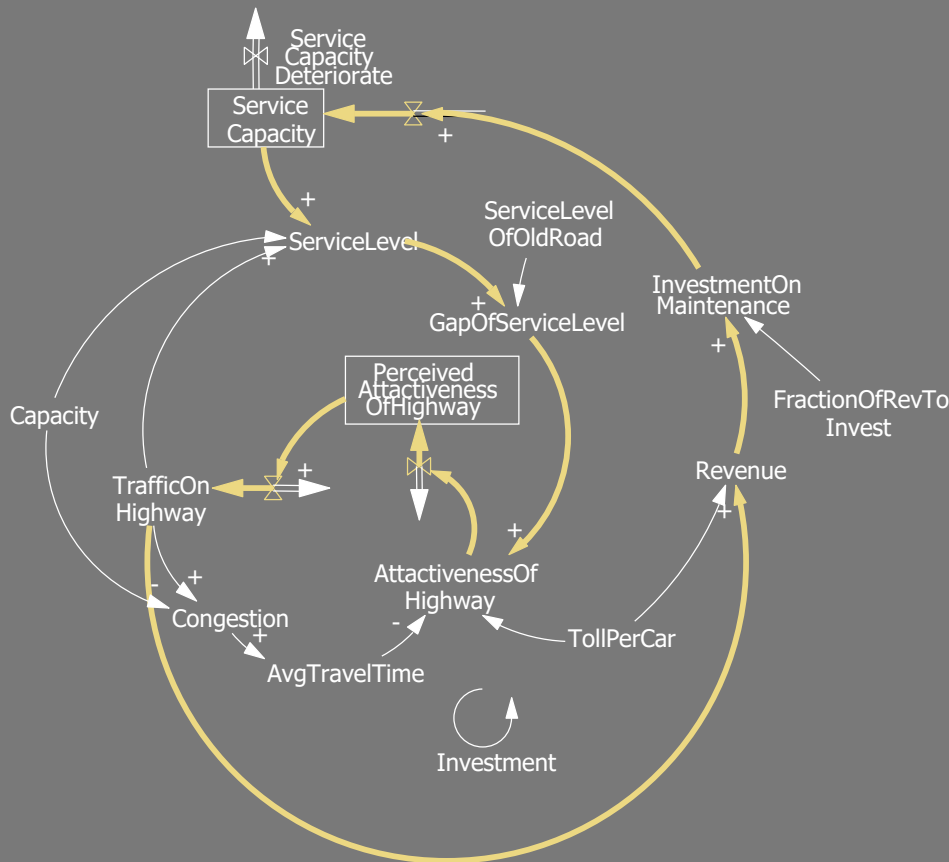 Service
Capacity
Deteriorate
Service
Capacity
+
+
ServiceLevel
+
ServiceLevel
OfOldRoad
+
GapOfServiceLevel
InvestmentOn
Maintenance
+
Perceived
Attactiveness
OfHighway
Capacity
FractionOfRevTo
Invest
+
TrafficOn
Highway
Revenue
+
+
AttactivenessOf
Highway
-
+
Congestion
+
-
TollPerCar
AvgTravelTime
Investment